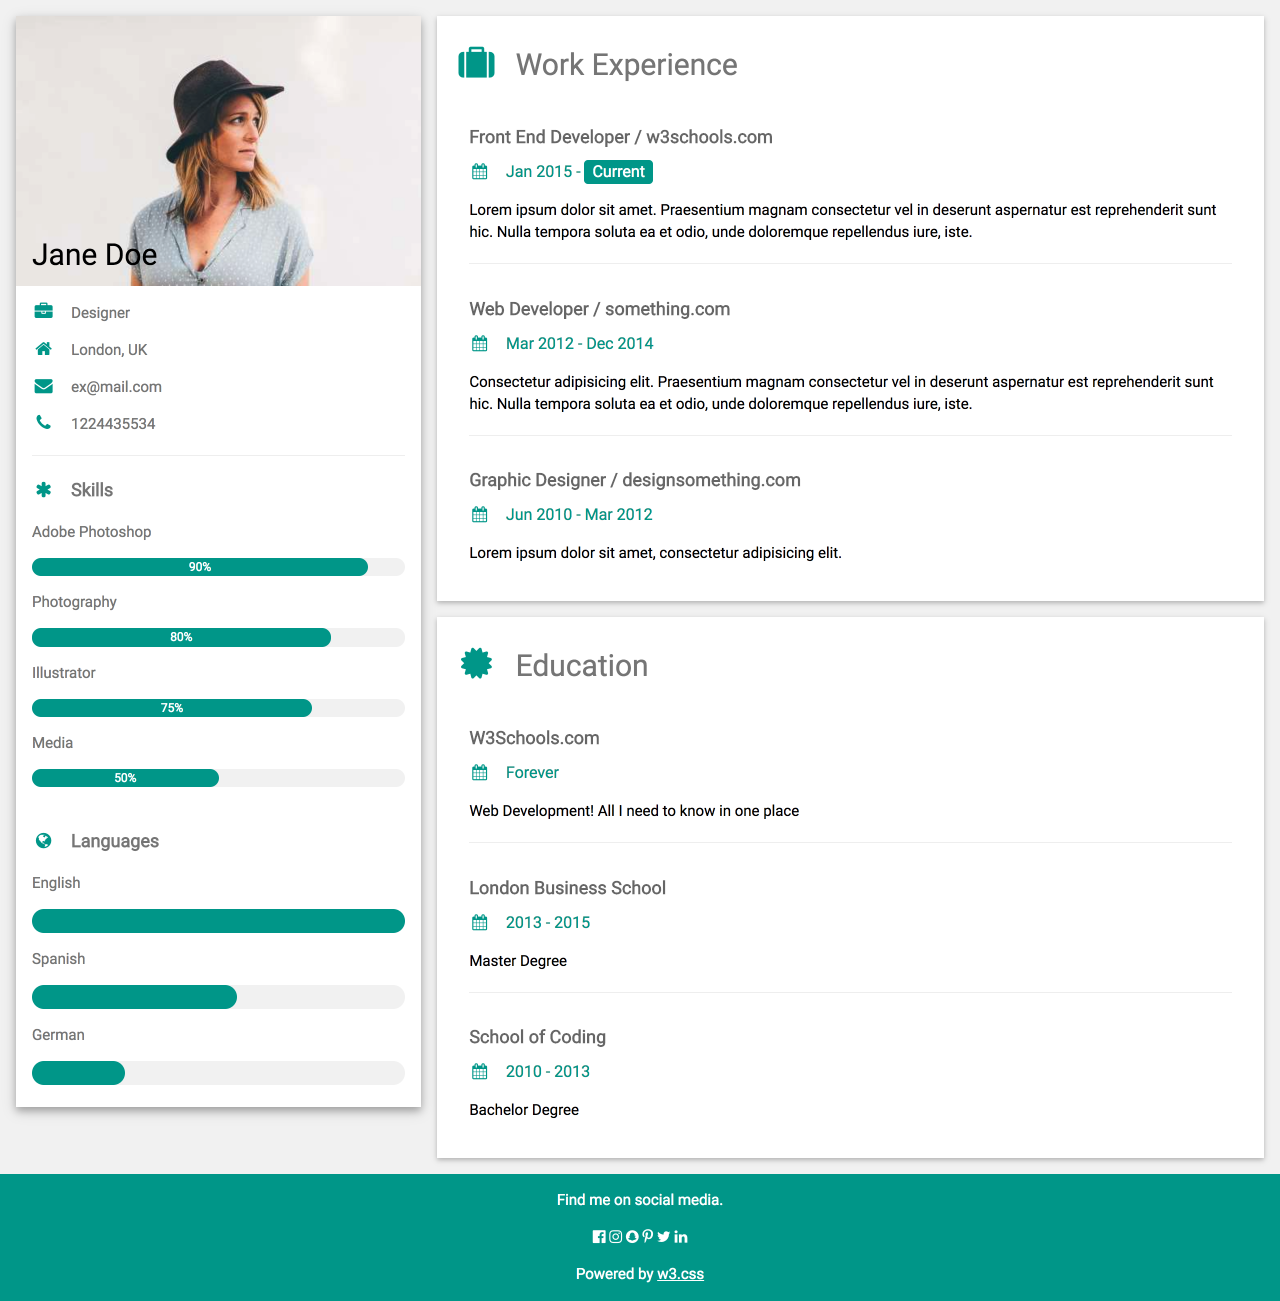 Jane Doe
Designer
London, UK
ex@mail.com
1224435534
Skills
Adobe Photoshop
90%
Photography
80%
Illustrator
75%
Media
50%
Languages
English
Spanish
German
Work Experience
Front End Developer / w3schools.com
Jan 2015 - Current
Lorem ipsum dolor sit amet. Praesentium magnam consectetur vel in deserunt aspernatur est reprehenderit sunt
hic. Nulla tempora soluta ea et odio, unde doloremque repellendus iure, iste.
Web Developer / something.com
Mar 2012 - Dec 2014
Consectetur adipisicing elit. Praesentium magnam consectetur vel in deserunt aspernatur est reprehenderit sunt
hic. Nulla tempora soluta ea et odio, unde doloremque repellendus iure, iste.
Graphic Designer / designsomething.com
Jun 2010 - Mar 2012
Lorem ipsum dolor sit amet, consectetur adipisicing elit.
Education
W3Schools.com
Forever
Web Development! All I need to know in one place
London Business School
2013 - 2015
Master Degree
School of Coding
2010 - 2013
Bachelor Degree
Find me on social media.
Powered by w3.css